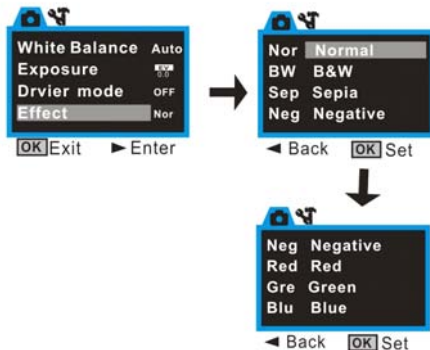 White Balance Auto
Exposure EV 0.0
Drvier mode OFF
Effect Nor
OK Exit ► Enter
Nor Normal
BW B&W
Sep Sepia
Neg Negative
◄ Back OK Set
Neg Negative
Red Red
Gre Green
Blu Blue
◄ Back OK Set